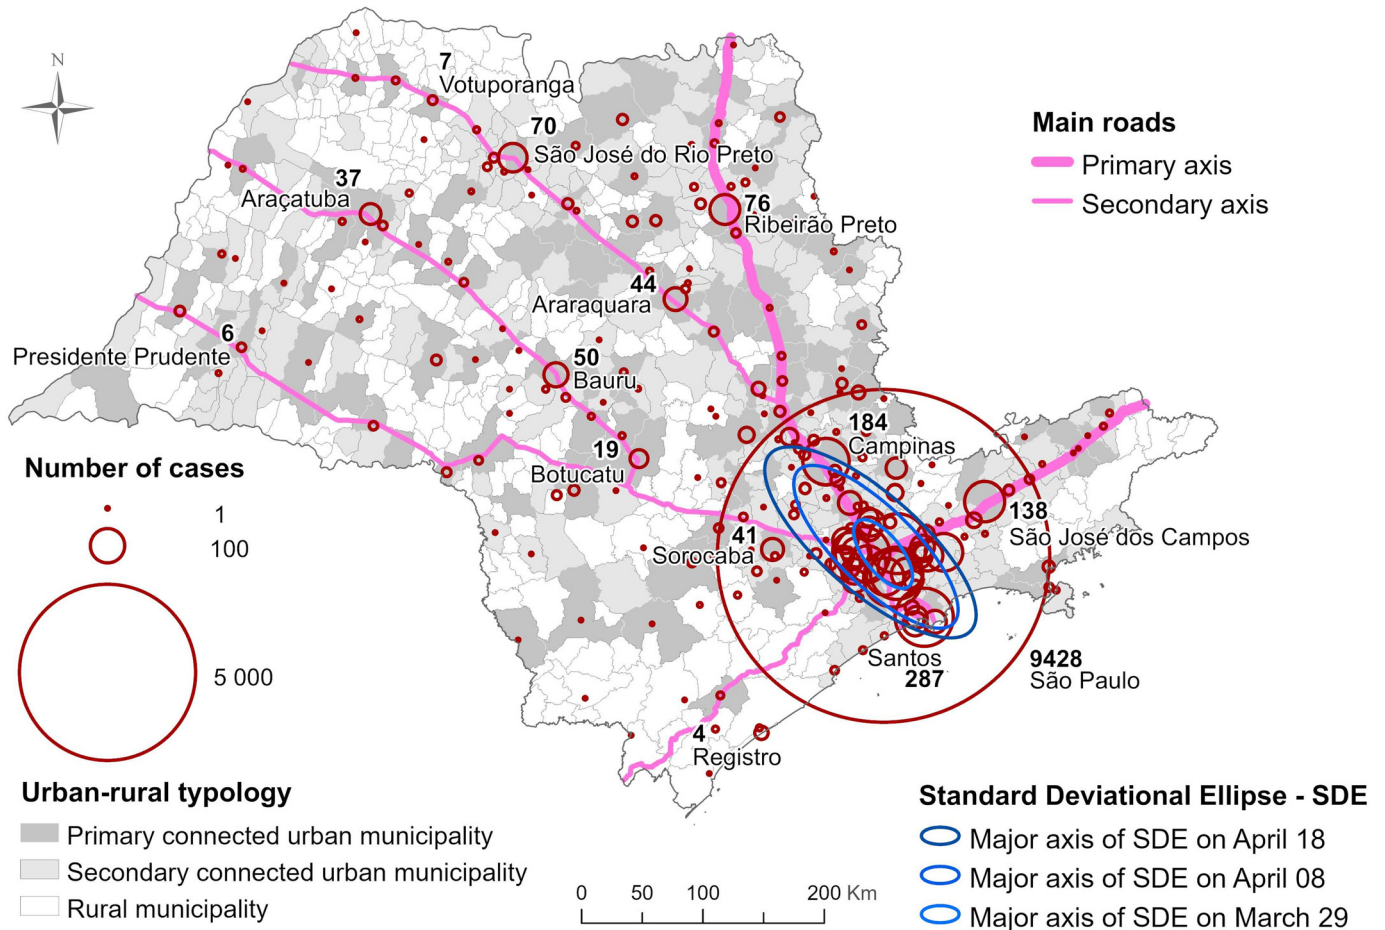 N
7
Votuporanga
70
São José do Rio Preto
37
Araçatuba
76
Ribeirão Preto
44
Araraquara
6
Presidente Prudente
50
Bauru
19
Botucatu
184
Campinas
138
São José dos Campos
41
Sorocaba
Santos
287
9428
São Paulo
4
Registro
Main roads
Primary axis
Secondary axis
Number of cases
1
100
5 000
Urban-rural typology
Primary connected urban municipality
Secondary connected urban municipality
Rural municipality
0 50 100 200 Km
Standard Deviational Ellipse - SDE
Major axis of SDE on April 18
Major axis of SDE on April 08
Major axis of SDE on March 29